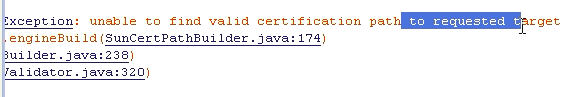 Exception: unable to find valid certification path to requested target
.engineBuild(SunCertPathBuilder.java:174)
Builder.java:238)
Validator.java:320)